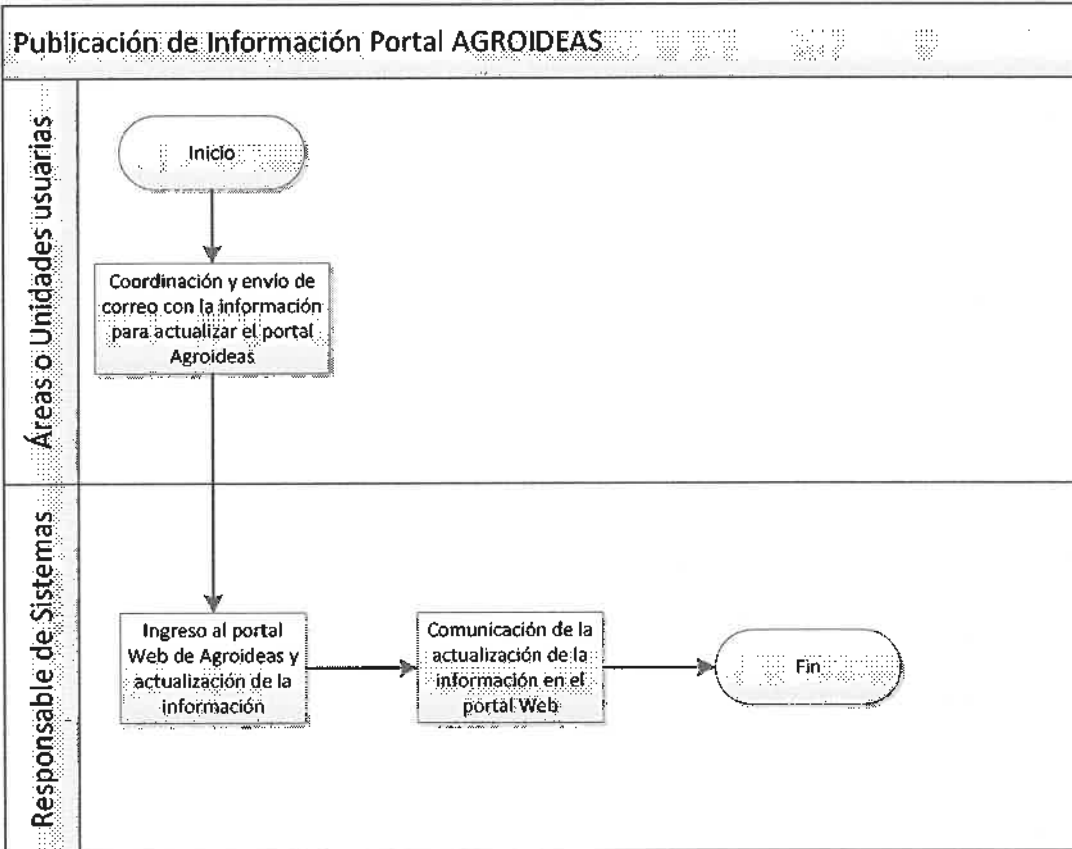 Publicación de Información Portal AGROIDEAS
Áreas o Unidades usuarias
Inicio
Coordinación y envío de
correo con la información
para actualizar el portal
Agroideas
Responsable de Sistemas
Ingreso al portal
Web de Agroideas y
actualización de la
información
Comunicación de la
actualización de la
información en el
portal Web
Fin